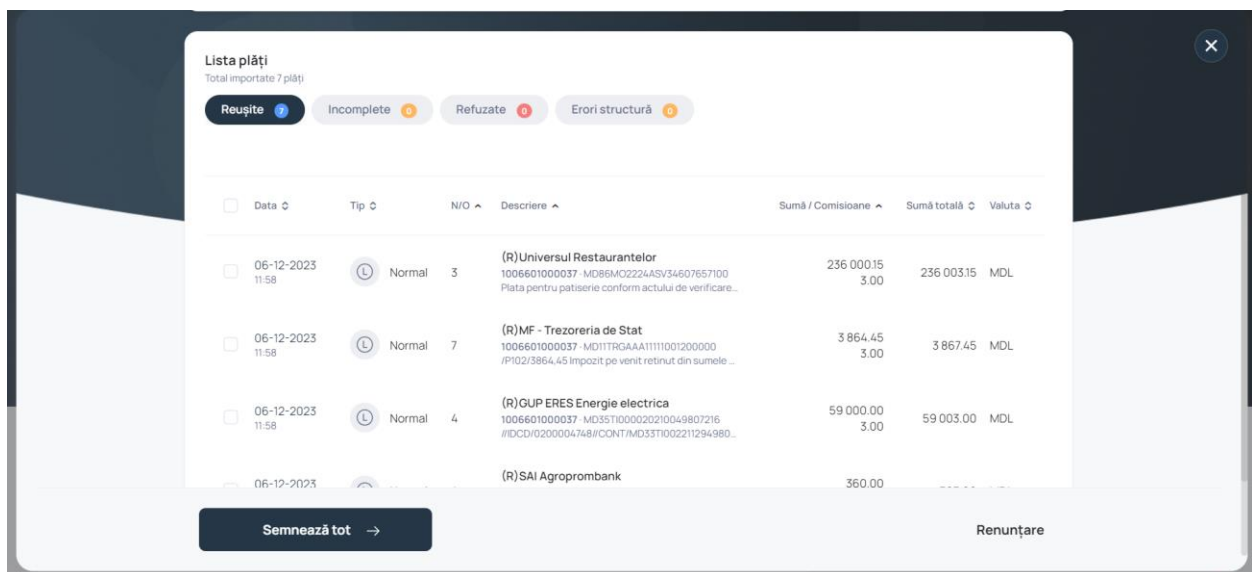 Lista plăți
Total importate 7 plăți
Reușite 7 Incomplete 0 Refuzate 0 Erori structură 0
Data Tip N/O Descriere Sumă / Comisioane Sumă totală Valuta
06-12-2023 11:58 L Normal 3
(R)Universul Restaurantelor
1006601000037 · MD86MO2224ASV34607657100
Plata pentru patiserie conform actului de verificare...
236 000.15
3.00
236 003.15 MDL
06-12-2023 11:58 L Normal 7
(R)MF - Trezoreria de Stat
1006601000037 · MD11TRGAAA11111001200000
/P102/3864,45 Impozit pe venit retinut din sumele ...
3 864.45
3.00
3 867.45 MDL
06-12-2023 11:58 L Normal 4
(R)GUP ERES Energie electrica
1006601000037 · MD35TI000020210049807216
//IDCD/0200004748//CONT/MD33TI002211294980...
59 000.00
3.00
59 003.00 MDL
06-12-2023
(R)SAI Agroprombank
360.00
Semnează tot →
Renunțare